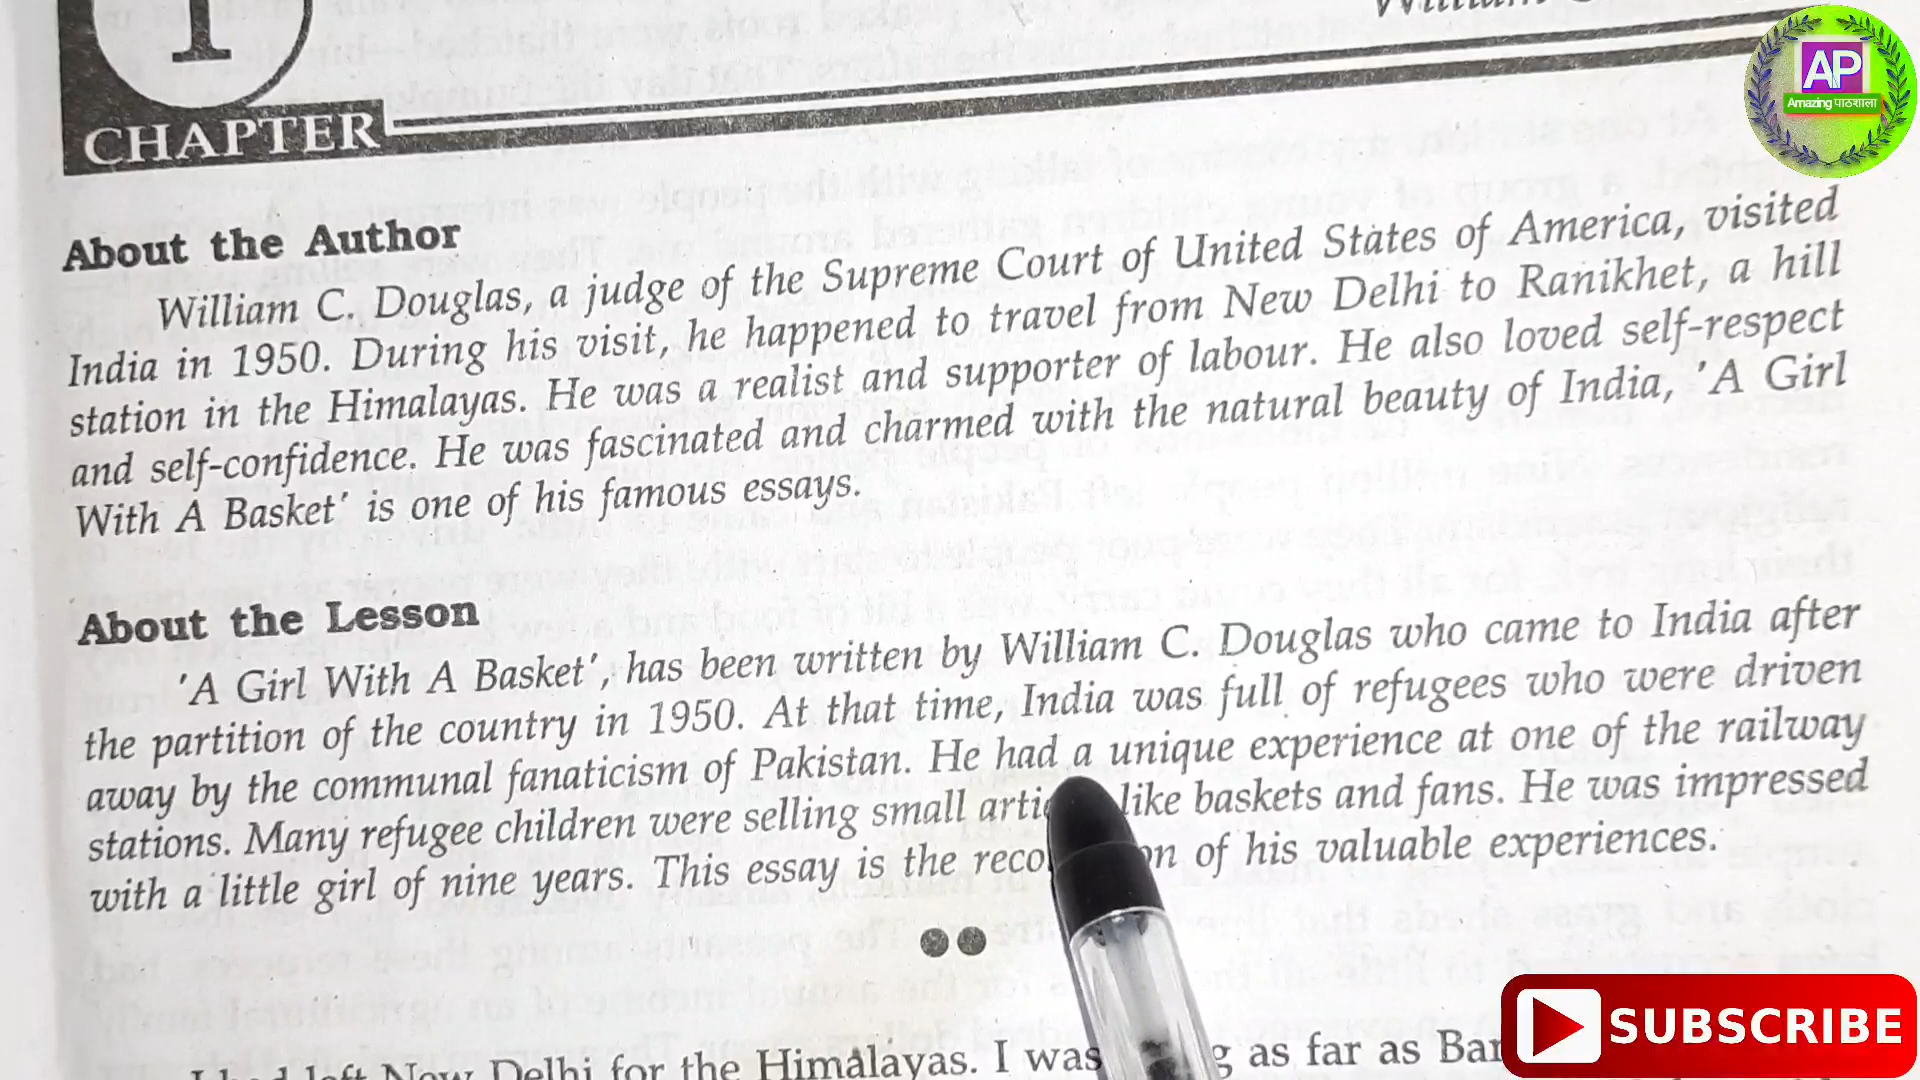 1
William
CHAPTER
AP
Amazing पाठशाला
About the Author
William C. Douglas, a judge of the Supreme Court of United States of America, visited
India in 1950. During his visit, he happened to travel from New Delhi to Ranikhet, a hill
station in the Himalayas. He was a realist and supporter of labour. He also loved self-respect
and self-confidence. He was fascinated and charmed with the natural beauty of India, 'A Girl
With A Basket' is one of his famous essays.
About the Lesson
'A Girl With A Basket', has been written by William C. Douglas who came to India after
the partition of the country in 1950. At that time, India was full of refugees who were driven
away by the communal fanaticism of Pakistan. He had a unique experience at one of the railway
stations. Many refugee children were selling small like baskets and fans. He was impressed
with a little girl of nine years. This essay is the of his valuable experiences.
I had left New Delhi for the Himalayas. I was as far as
SUBSCRIBE